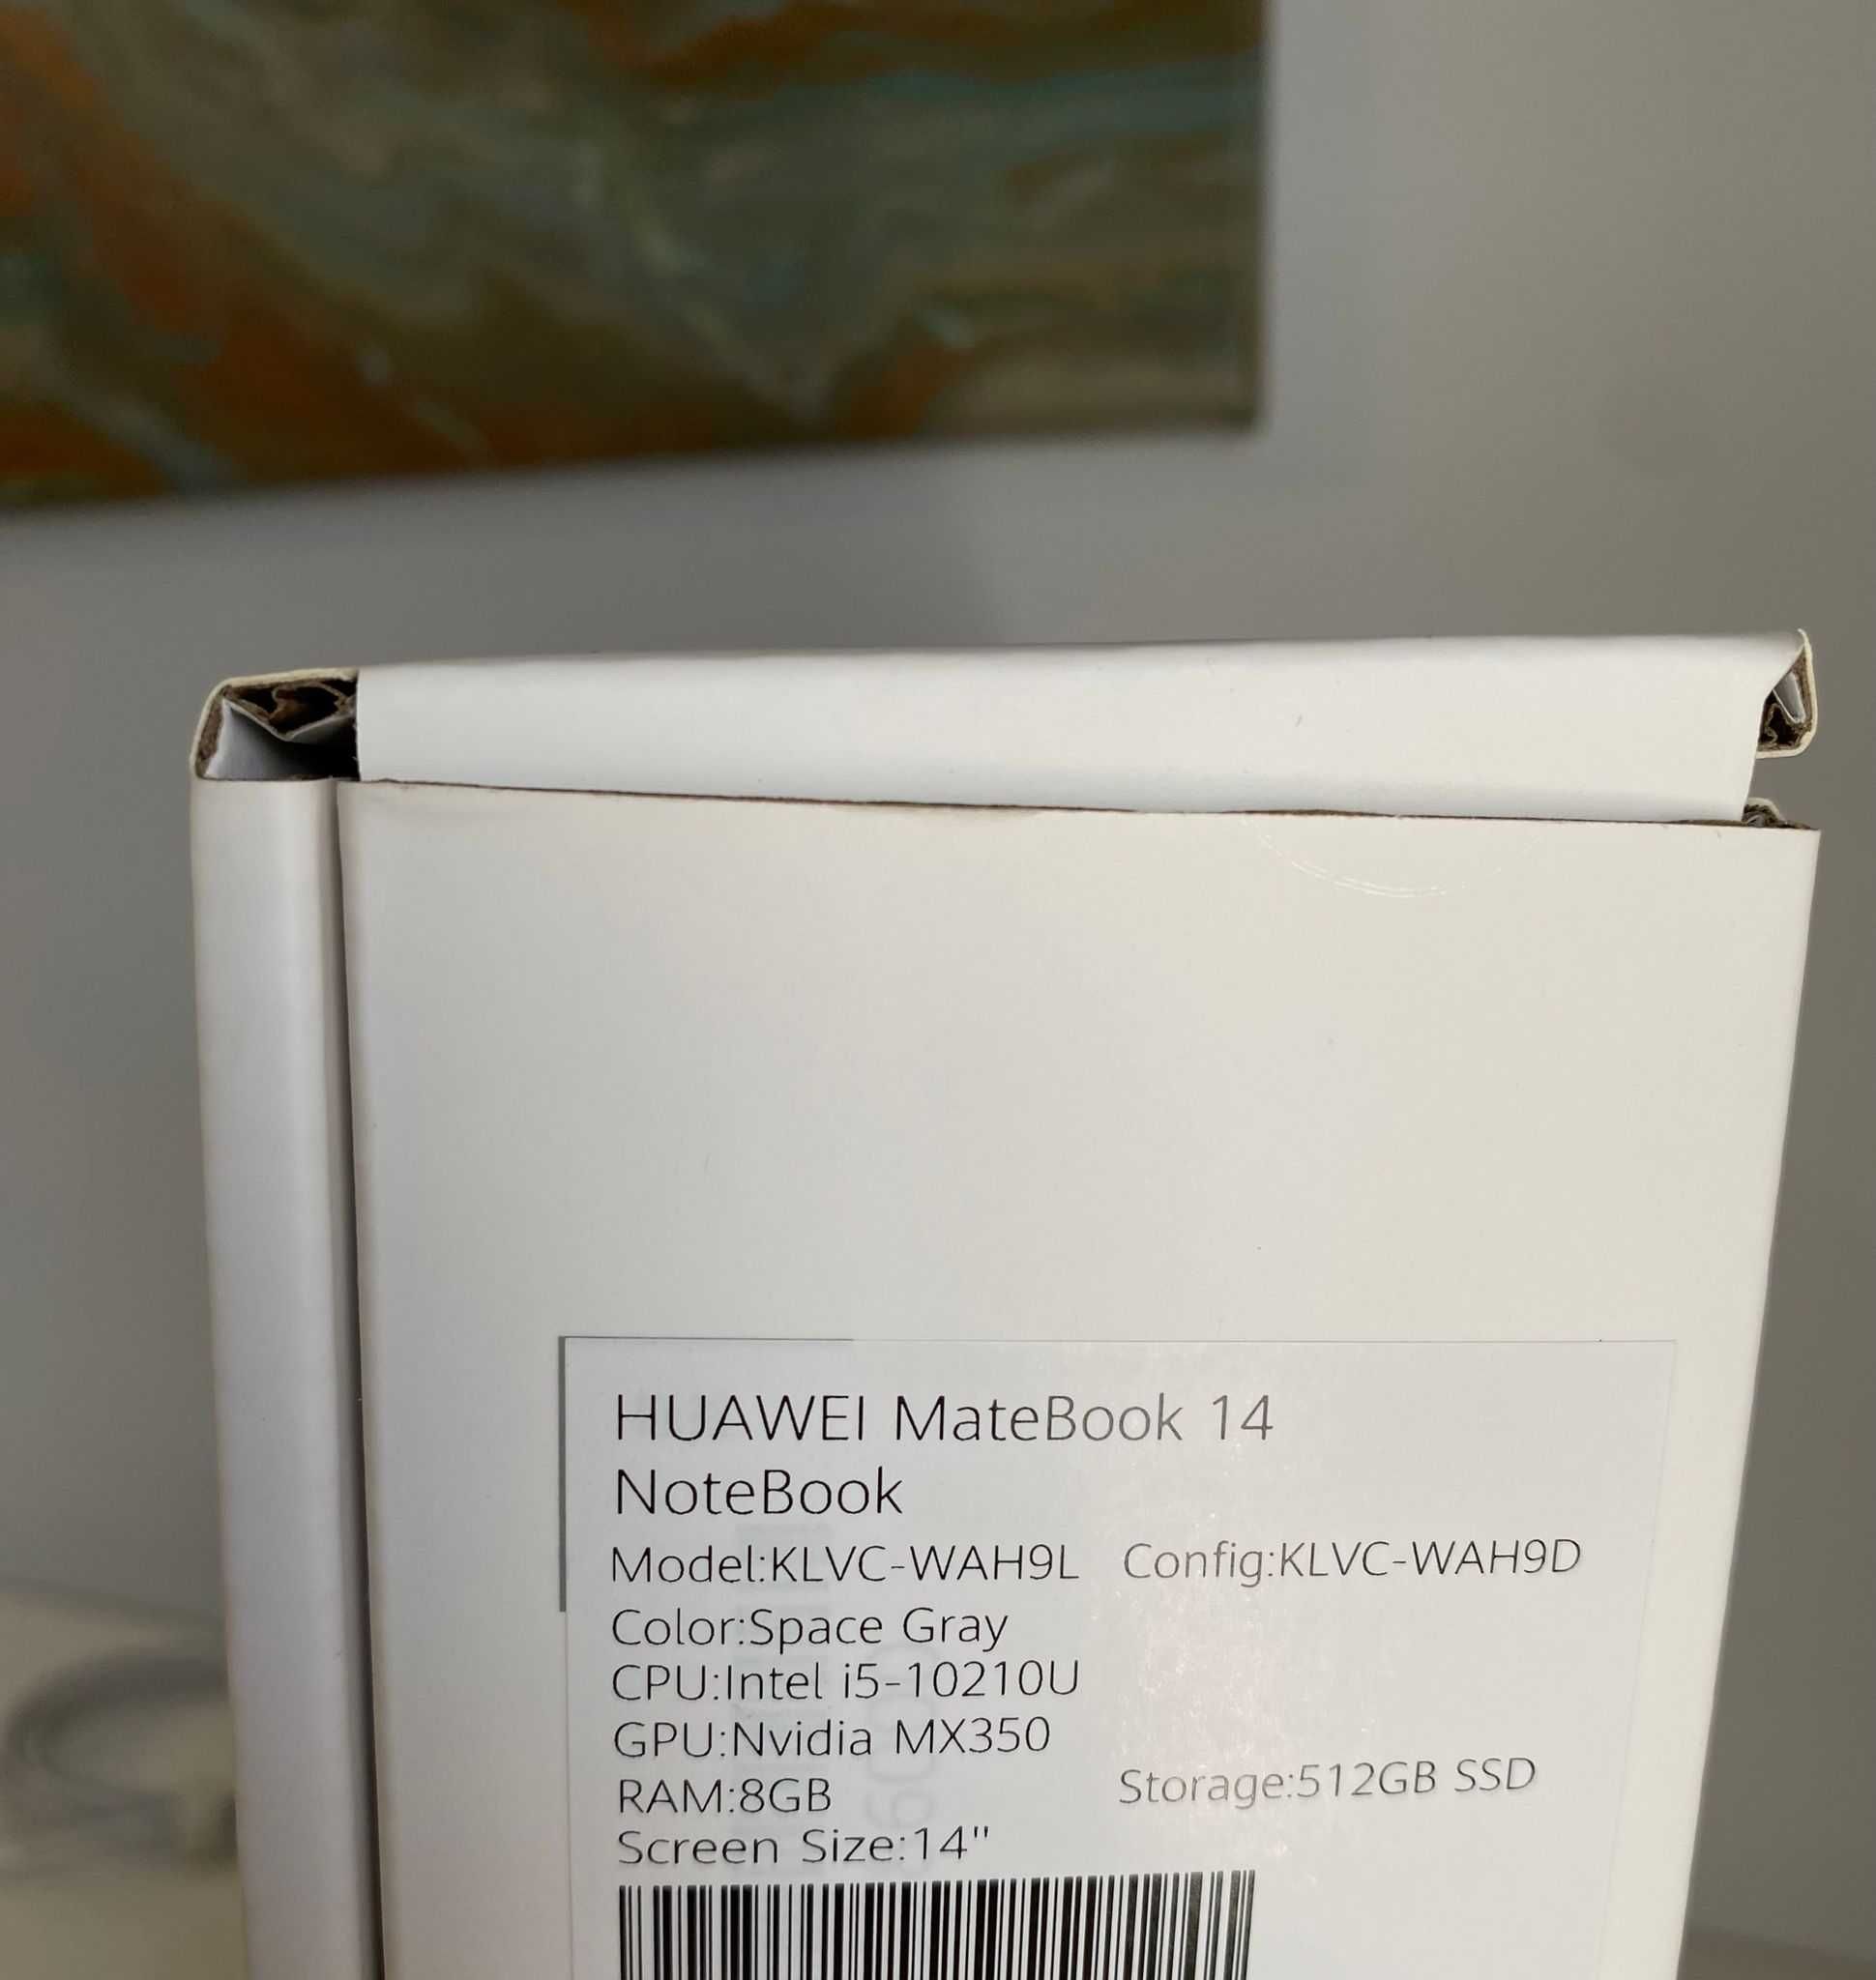 HUAWEI MateBook 14
NoteBook
Model:KLVC-WAH9L Config:KLVC-WAH9D
Color:Space Gray
CPU:Intel i5-10210U
GPU:Nvidia MX350
RAM:8GB Storage:512GB SSD
Screen Size:14"